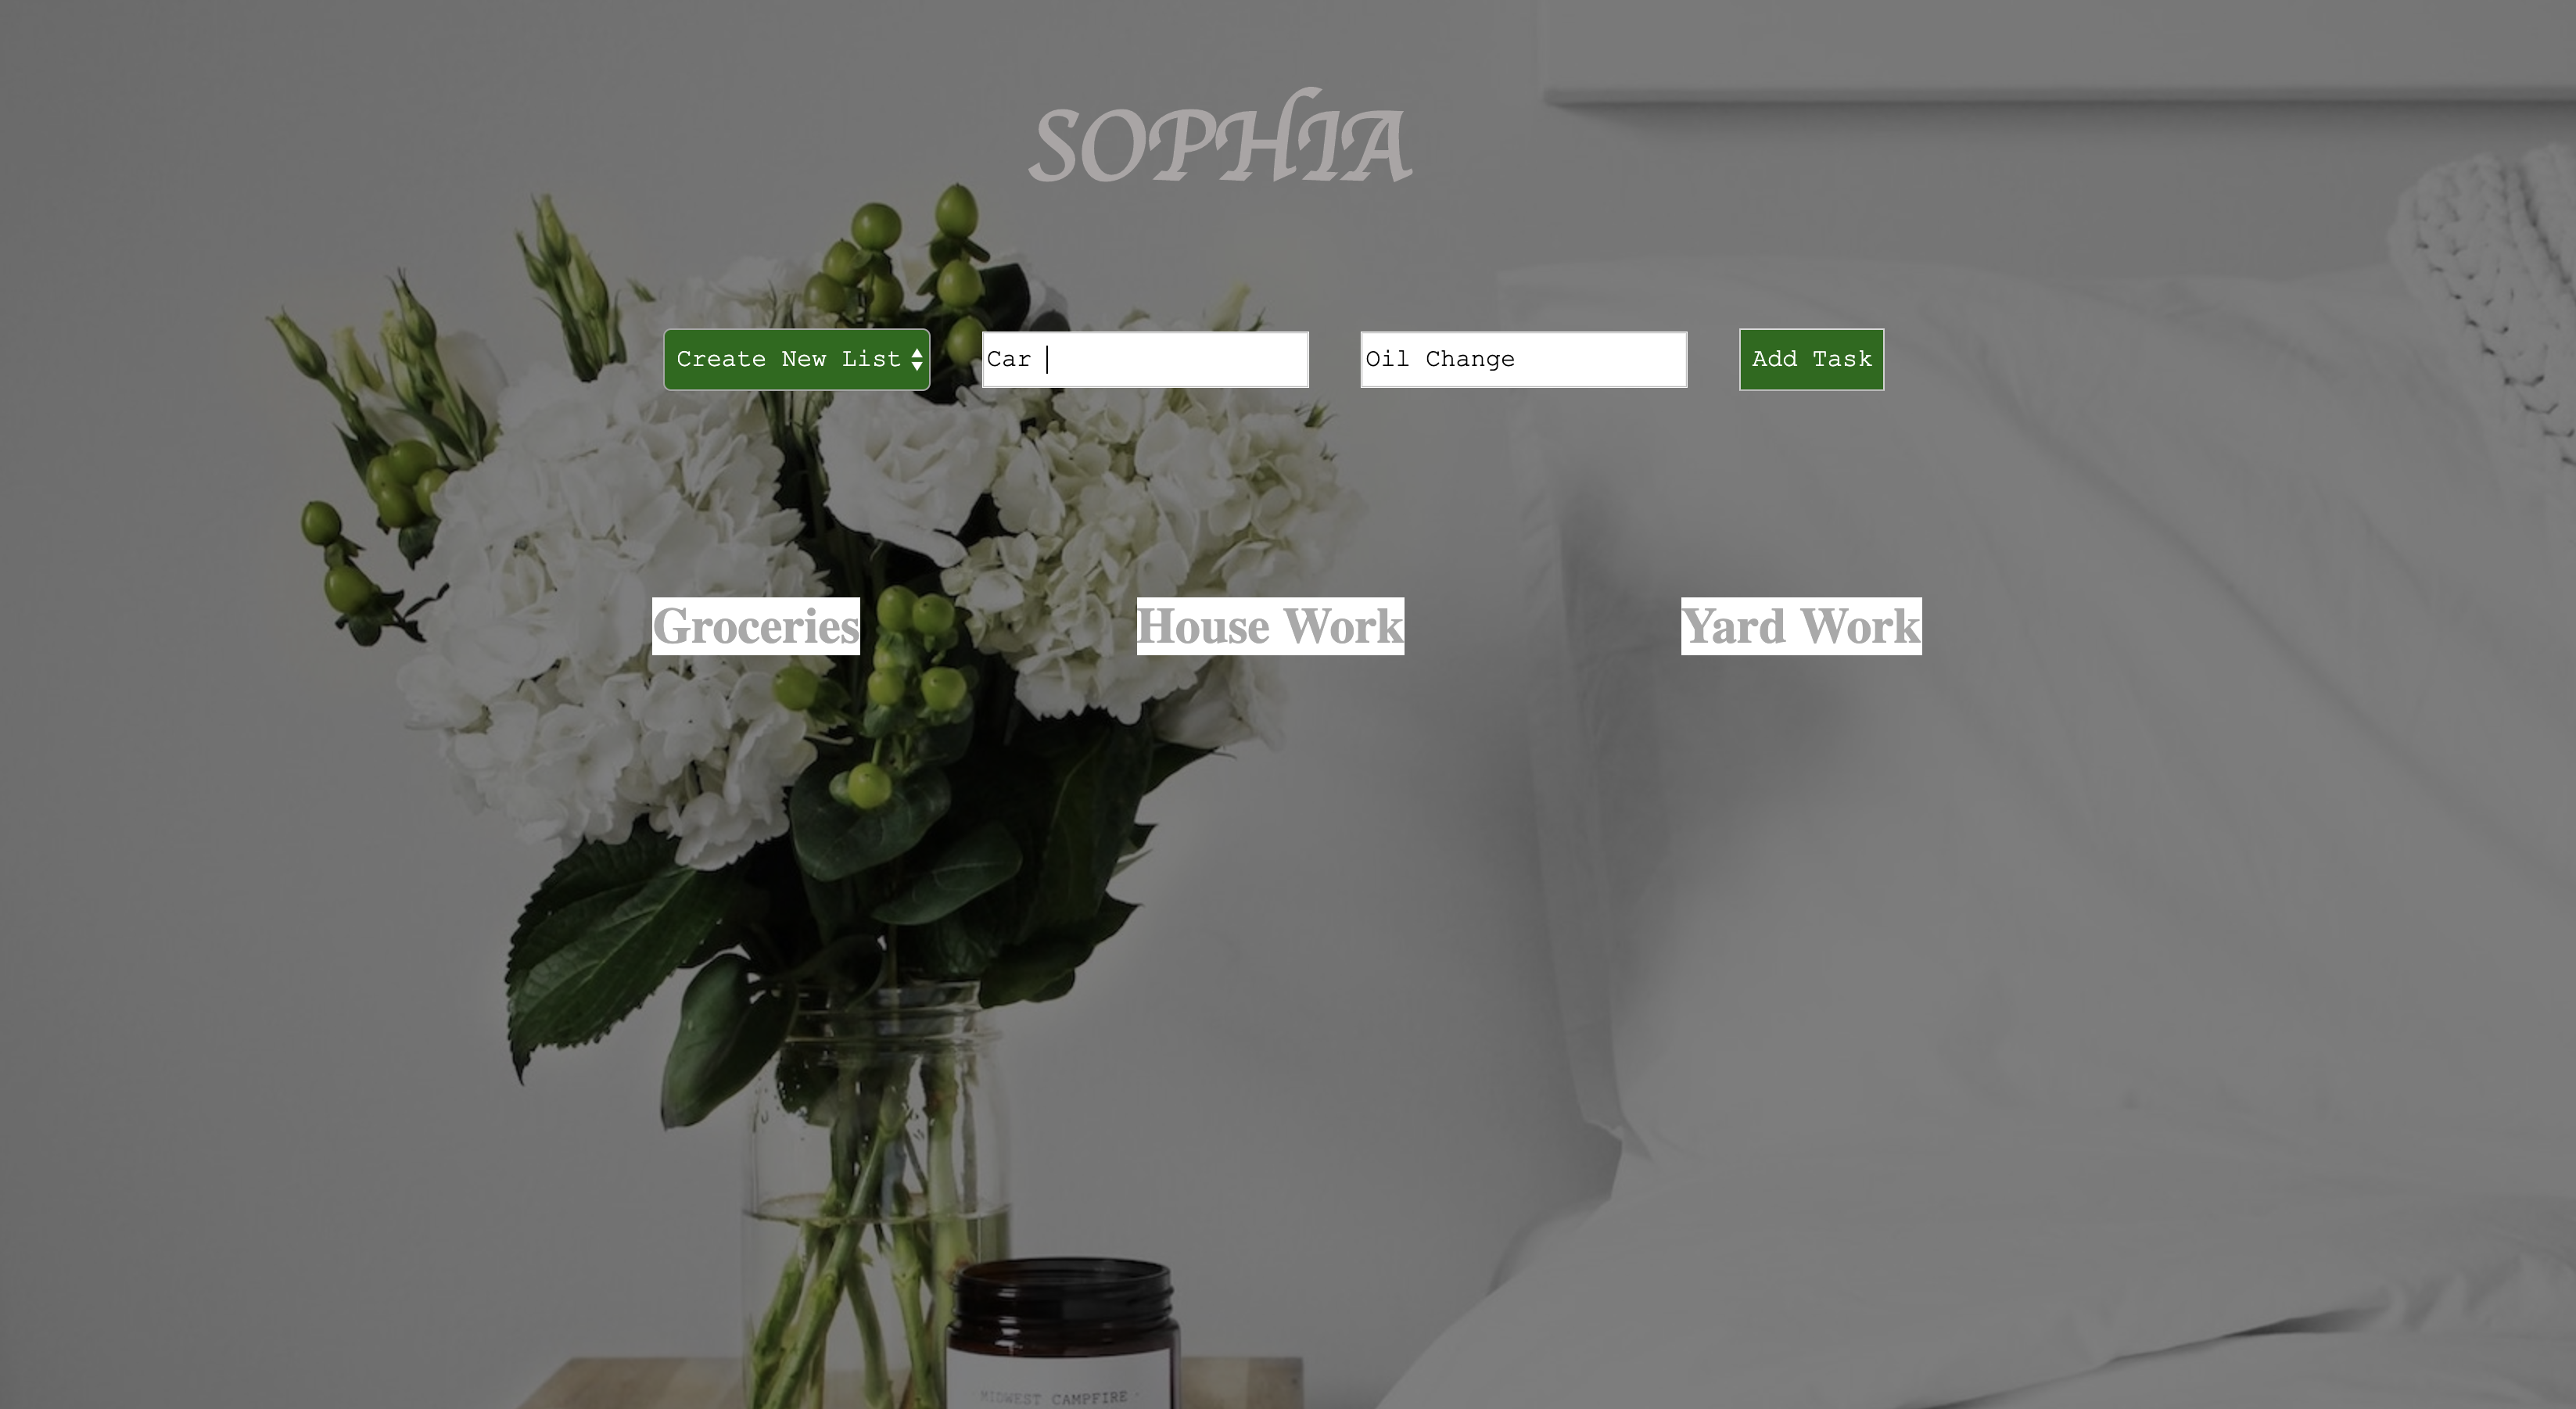 SOPHIA
Create New List
Car
Oil Change
Add Task
Groceries
House Work
Yard Work
MIDWEST CAMPFIRE